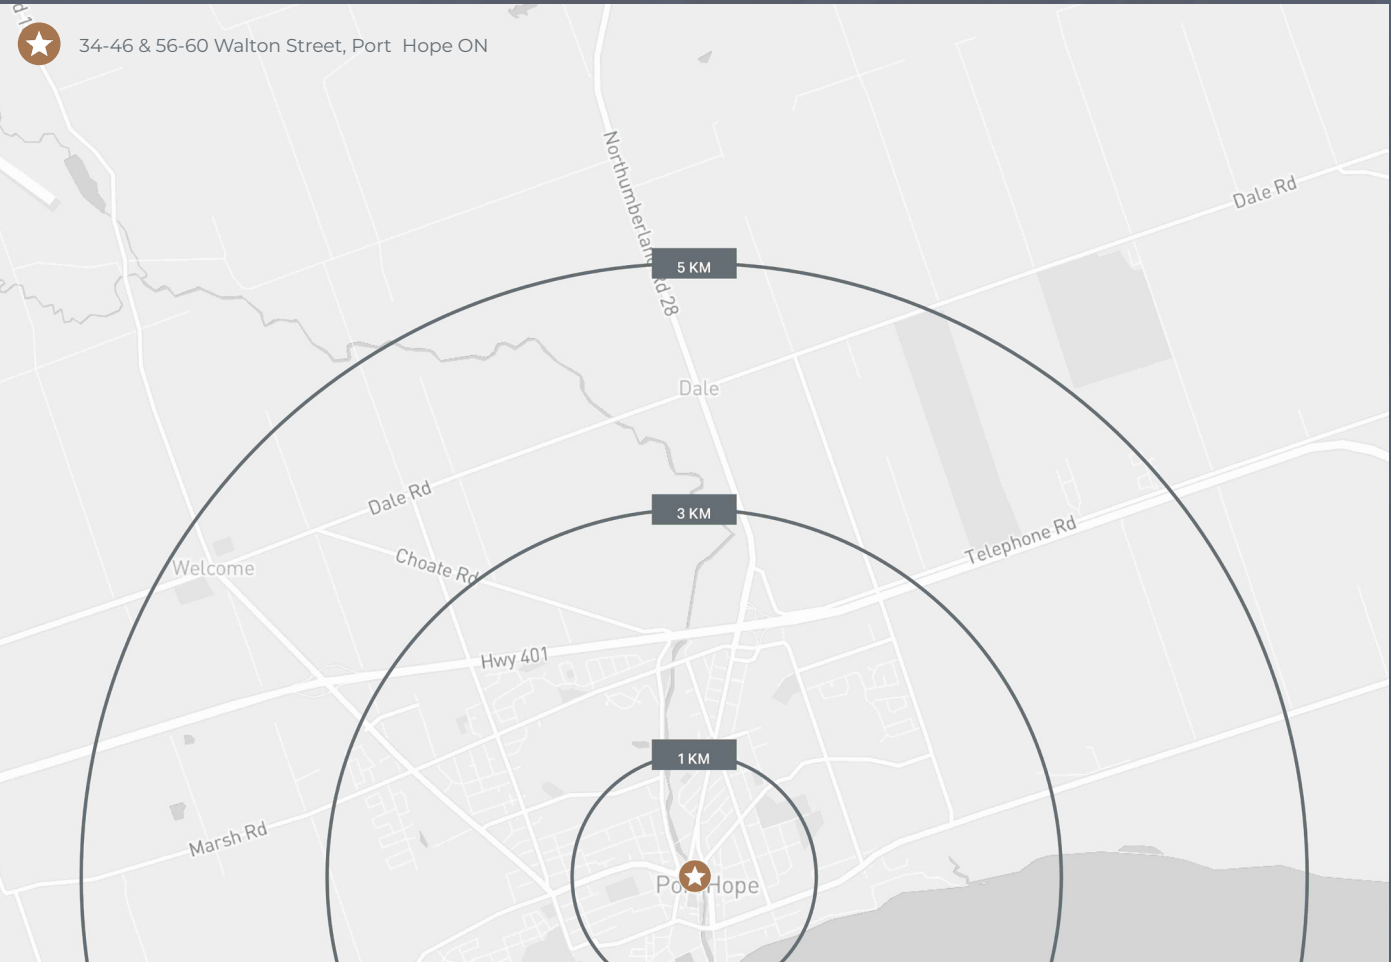 34-46 & 56-60 Walton Street, Port Hope ON
Dale Rd
5 KM
Dale
Dale Rd
3 KM
Telephone Rd
Choate Rd
Welcome
Hwy 401
1 KM
Marsh Rd
Hope